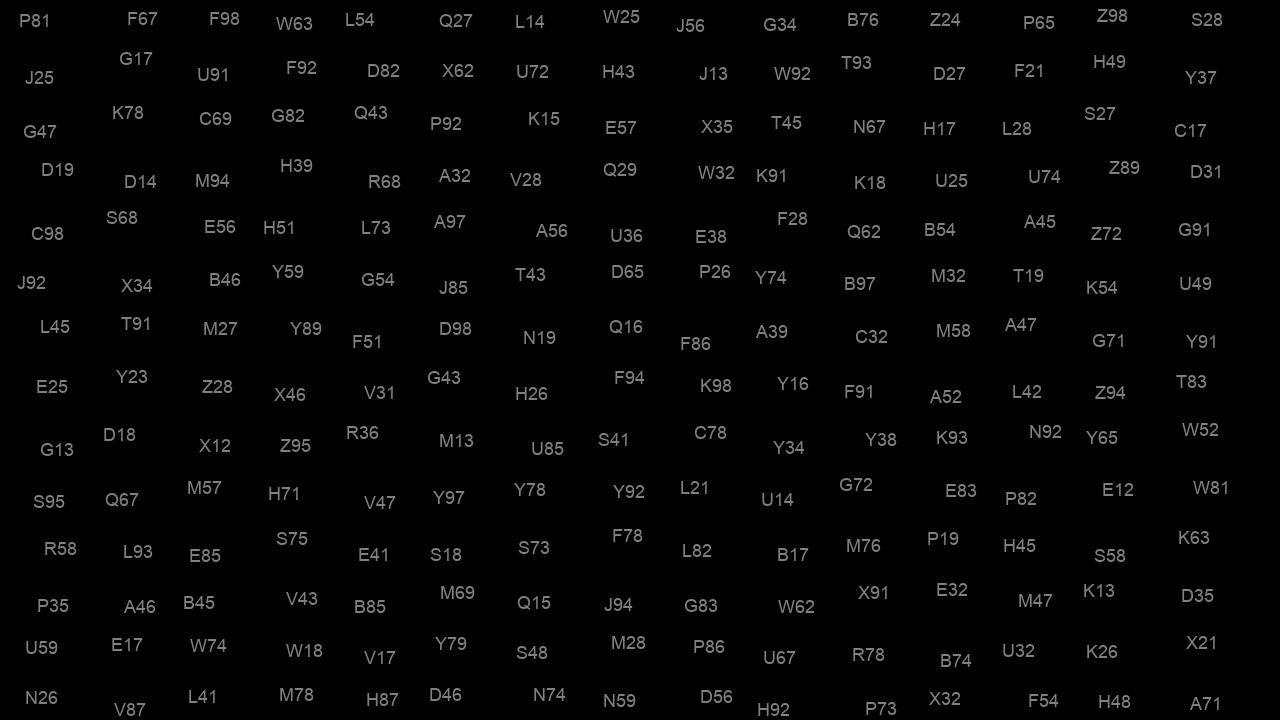 P81 F67 F98 W63 L54 Q27 L14 W25 J56 G34 B76 Z24 P65 Z98 S28
J25 G17 U91 F92 D82 X62 U72 H43 J13 W92 T93 D27 F21 H49 Y37
G47 K78 C69 G82 Q43 P92 K15 E57 X35 T45 N67 H17 L28 S27 C17
D19 D14 M94 H39 R68 A32 V28 Q29 W32 K91 K18 U25 U74 Z89 D31
C98 S68 E56 H51 L73 A97 A56 U36 E38 F28 Q62 B54 A45 Z72 G91
J92 X34 B46 Y59 G54 J85 T43 D65 P26 Y74 B97 M32 T19 K54 U49
L45 T91 M27 Y89 F51 D98 N19 Q16 F86 A39 C32 M58 A47 G71 Y91
E25 Y23 Z28 X46 V31 G43 H26 F94 K98 Y16 F91 A52 L42 Z94 T83
G13 D18 X12 Z95 R36 M13 U85 S41 C78 Y34 Y38 K93 N92 Y65 W52
S95 Q67 M57 H71 V47 Y97 Y78 Y92 L21 U14 G72 E83 P82 E12 W81
R58 L93 E85 S75 E41 S18 S73 F78 L82 B17 M76 P19 H45 S58 K63
P35 A46 B45 V43 B85 M69 Q15 J94 G83 W62 X91 E32 M47 K13 D35
U59 E17 W74 W18 V17 Y79 S48 M28 P86 U67 R78 B74 U32 K26 X21
N26 V87 L41 M78 H87 D46 N74 N59 D56 H92 P73 X32 F54 H48 A71